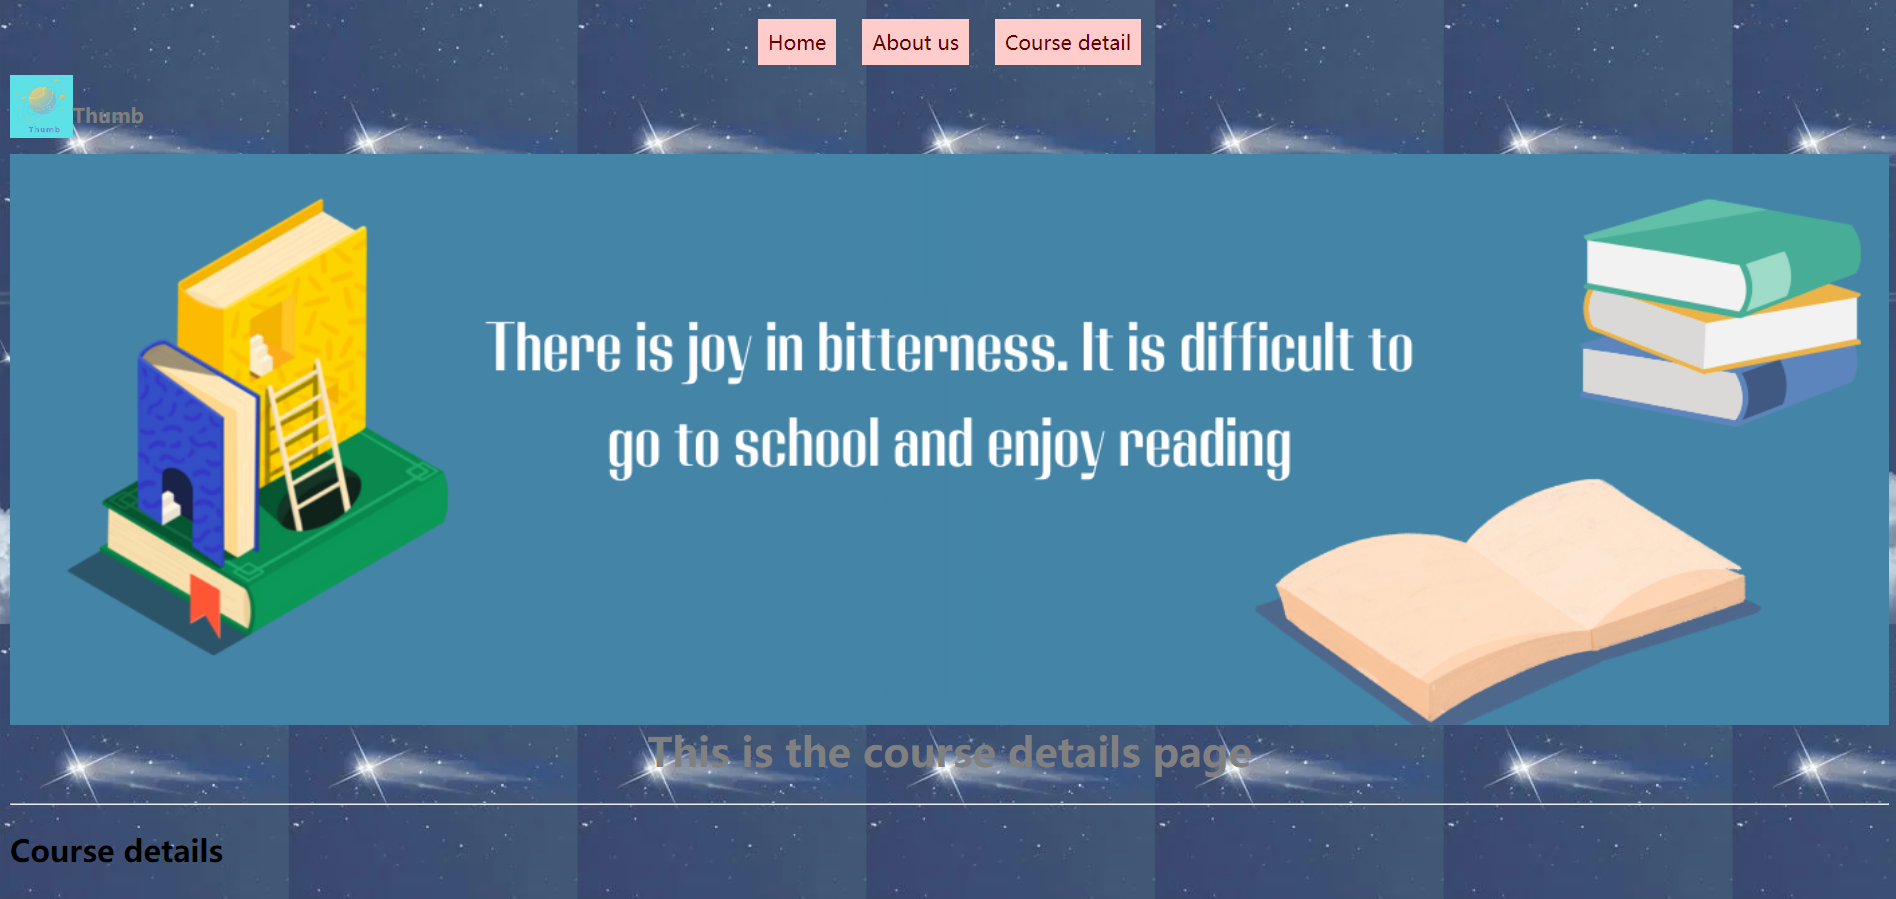 Home About us Course detail
Thumb
Thumb
There is joy in bitterness. It is difficult to
go to school and enjoy reading
This is the course details page
Course details